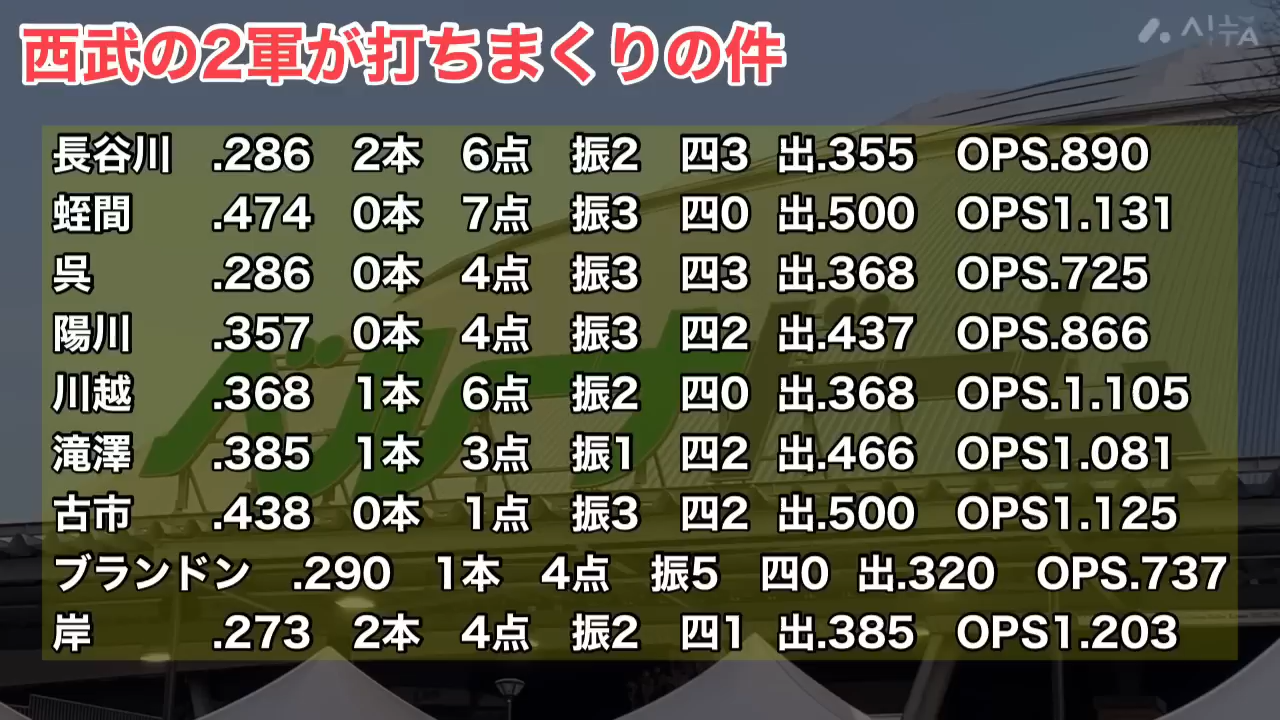 西武の2軍が打ちまくりの件
長谷川 .286 2本 6点 振2 四3 出.355 OPS.890
蛭間 .474 0本 7点 振3 四0 出.500 OPS1.131
呉 .286 0本 4点 振3 四3 出.368 OPS.725
陽川 .357 0本 4点 振3 四2 出.437 OPS.866
川越 .368 1本 6点 振2 四0 出.368 OPS.1.105
滝澤 .385 1本 3点 振1 四2 出.466 OPS1.081
古市 .438 0本 1点 振3 四2 出.500 OPS1.125
ブランドン .290 1本 4点 振5 四0 出.320 OPS.737
岸 .273 2本 4点 振2 四1 出.385 OPS1.203
ベルーナドーム